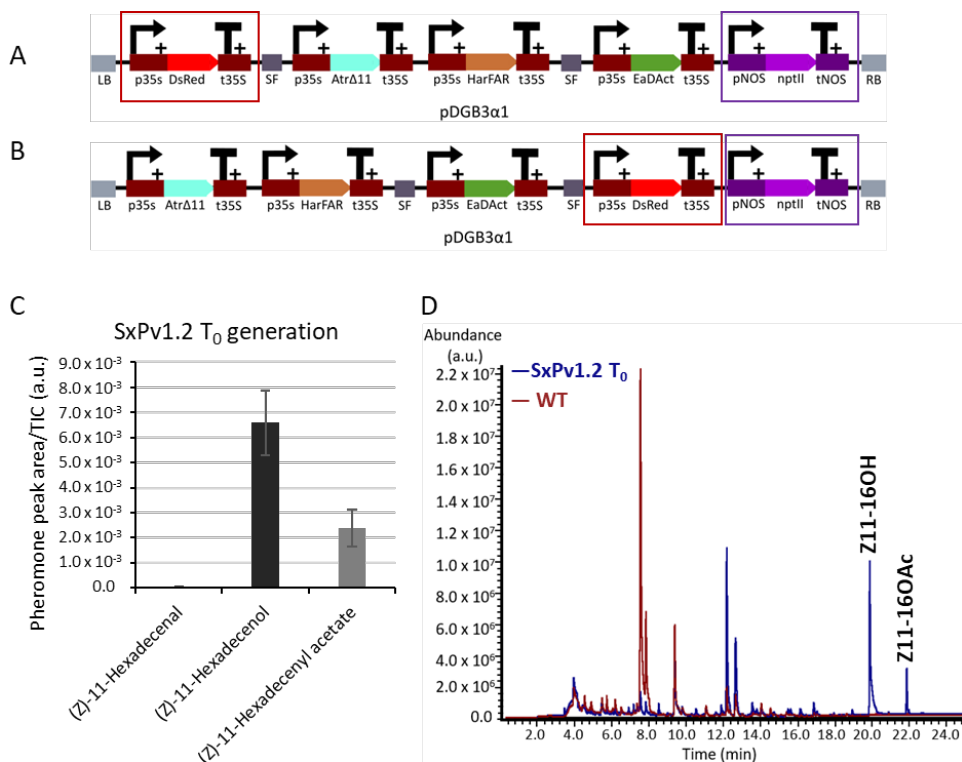 A
LB p35s DsRed t35S SF p35s AtrΔ11 t35S p35s HarFAR t35S SF p35s EaDAct t35S pNOS nptII tNOS RB
pDGB3α1
B
LB p35s AtrΔ11 t35S p35s HarFAR t35S SF p35s EaDAct t35S SF p35s DsRed t35S pNOS nptII tNOS RB
pDGB3α1
C
SxPv1.2 T₀ generation
Pheromone peak area/TIC (a.u.)
9.0 x 10⁻³
8.0 x 10⁻³
7.0 x 10⁻³
6.0 x 10⁻³
5.0 x 10⁻³
4.0 x 10⁻³
3.0 x 10⁻³
2.0 x 10⁻³
1.0 x 10⁻³
0.0
(Z)-11-Hexadecenal
(Z)-11-Hexadecenol
(Z)-11-Hexadecenyl acetate
D
Abundance
(a.u.)
2.2 x 10⁷
2.0 x 10⁷
1.8 x 10⁷
1.6 x 10⁷
1.4 x 10⁷
1.2 x 10⁷
1.0 x 10⁷
8.0 x 10⁶
6.0 x 10⁶
4.0 x 10⁶
2.0 x 10⁶
0.0
SxPv1.2 T₀
WT
Z11-16OH
Z11-16OAc
2.0 4.0 6.0 8.0 10.0 12.0 14.0 16.0 18.0 20.0 22.0 24.0
Time (min)